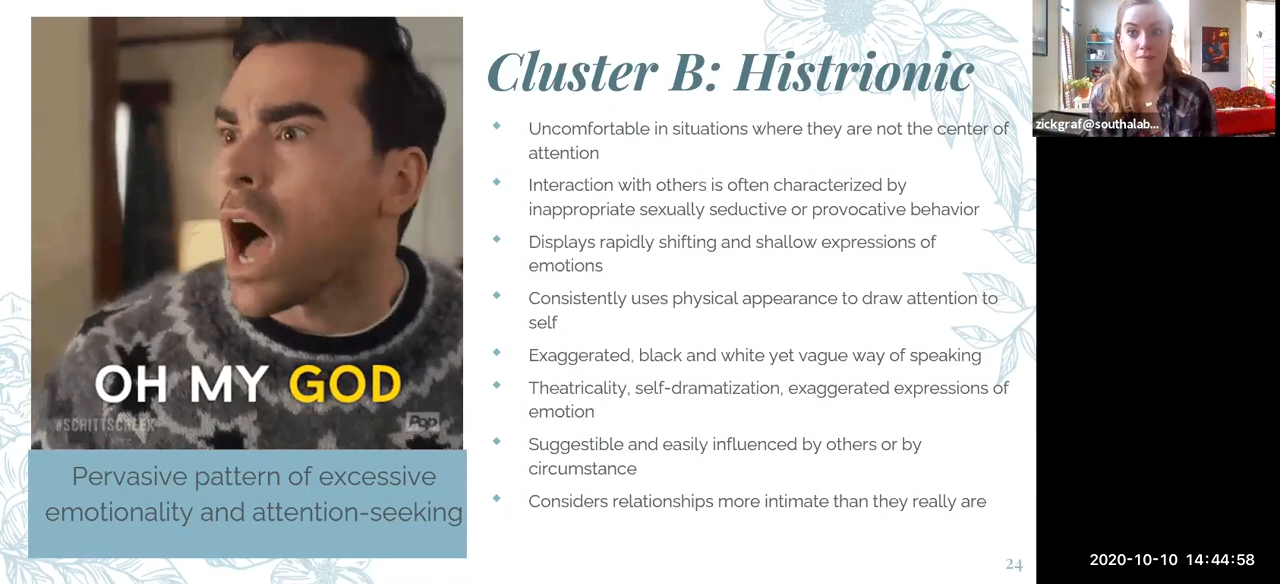 Cluster B: Histrionic
Uncomfortable in situations where they are not the center of
attention
Interaction with others is often characterized by
inappropriate sexually seductive or provocative behavior
Displays rapidly shifting and shallow expressions of
emotions
Consistently uses physical appearance to draw attention to
self
Exaggerated, black and white yet vague way of speaking
Theatricality, self-dramatization, exaggerated expressions of
emotion
Suggestible and easily influenced by others or by
circumstance
Considers relationships more intimate than they really are
OH MY GOD
#SCHITTSCREEK
Pop
Pervasive pattern of excessive
emotionality and attention-seeking
24
zickgraf@southalab...
2020-10-10 14:44:58